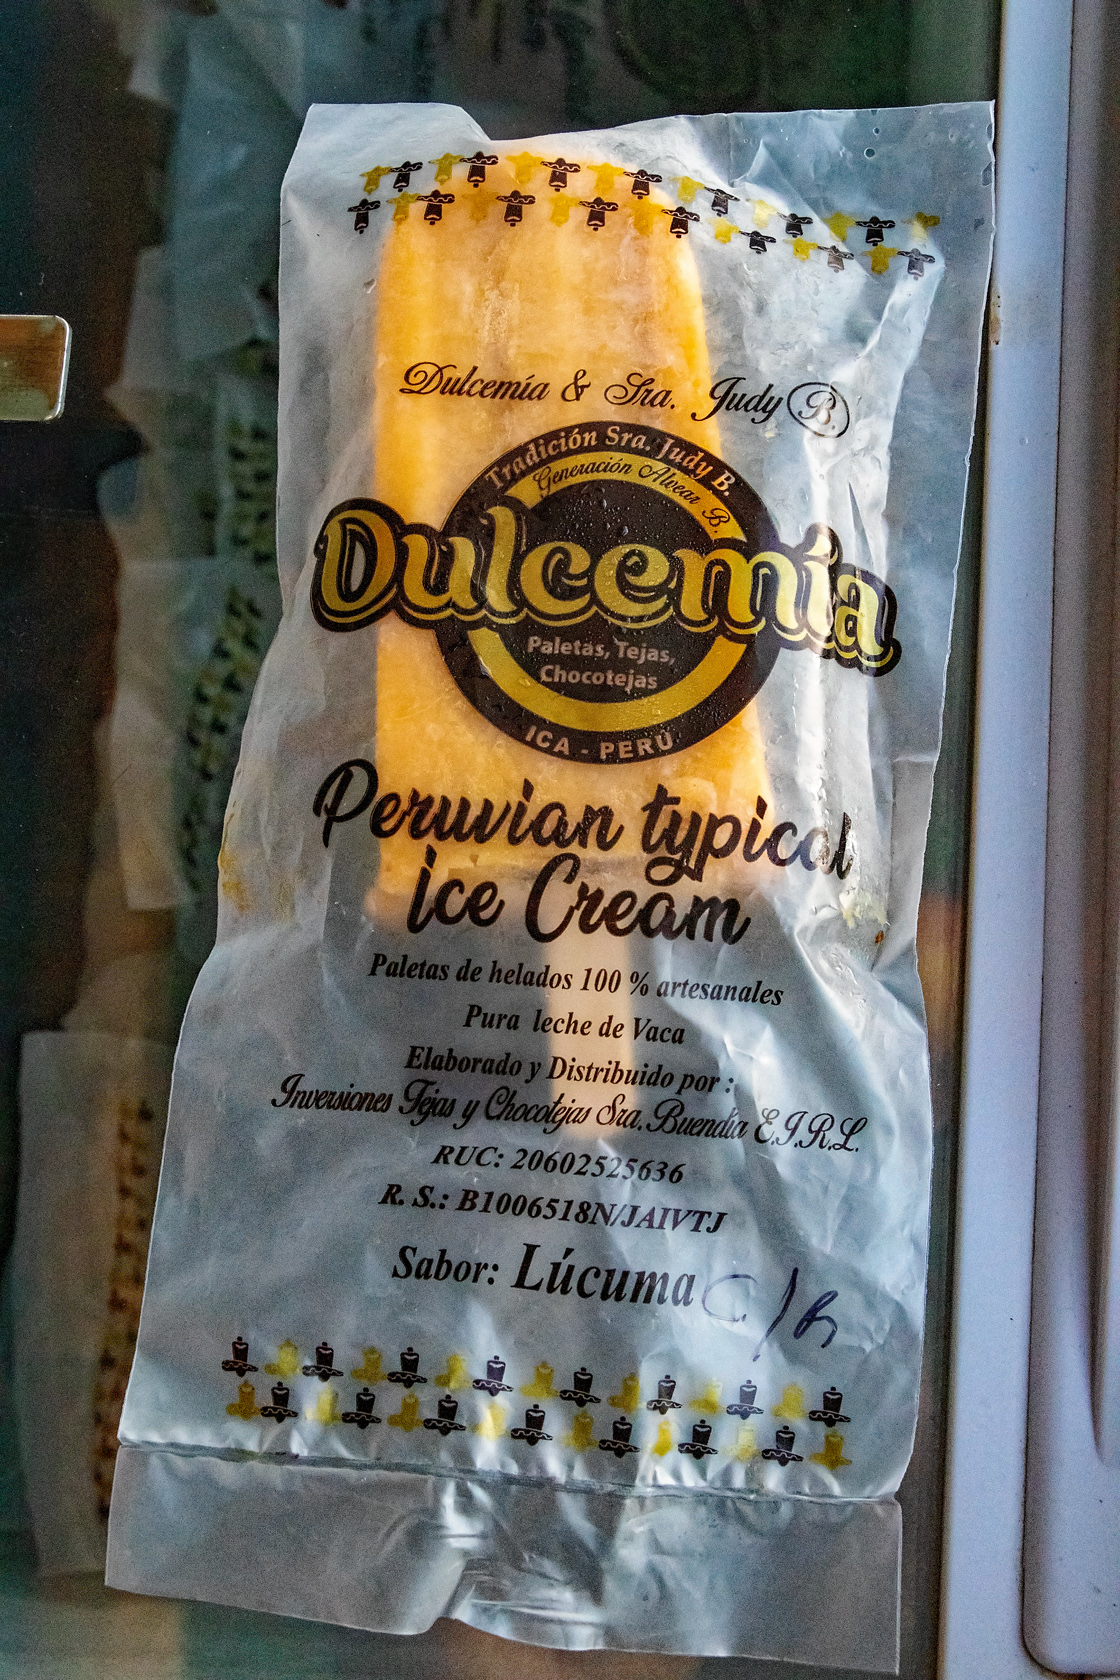 Dulcemía & Sra. Judy B.
Tradición Sra. Judy B.
Generación Alvear B.
Dulcemía
Paletas, Tejas,
Chocotejas
ICA - PERÚ
Peruvian typical
ice Cream
Paletas de helados 100 % artesanales
Pura leche de Vaca
Elaborado y Distribuido por :
Inversiones Tejas y Chocotejas Sra. Buendía E.I.R.L.
RUC: 20602525636
R. S.: B1006518N/JAIVTJ
Sabor: Lúcuma